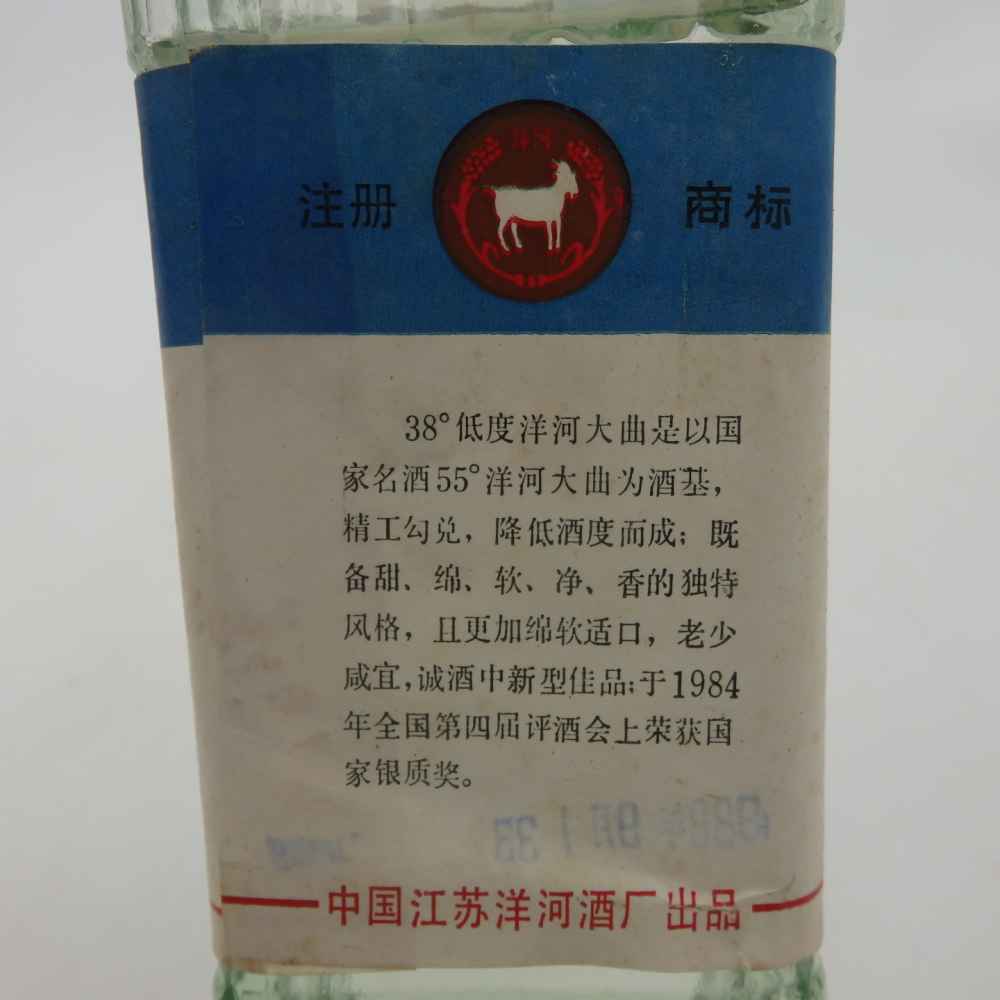 注册 商标
38°低度洋河大曲是以国
家名酒55°洋河大曲为酒基，
精工勾兑，降低酒度而成；既
备甜、绵、软、净、香的独特
风格，且更加绵软适口，老少
咸宜，诚酒中新型佳品；于1984
年全国第四届评酒会上荣获国
家银质奖。
中国江苏洋河酒厂出品